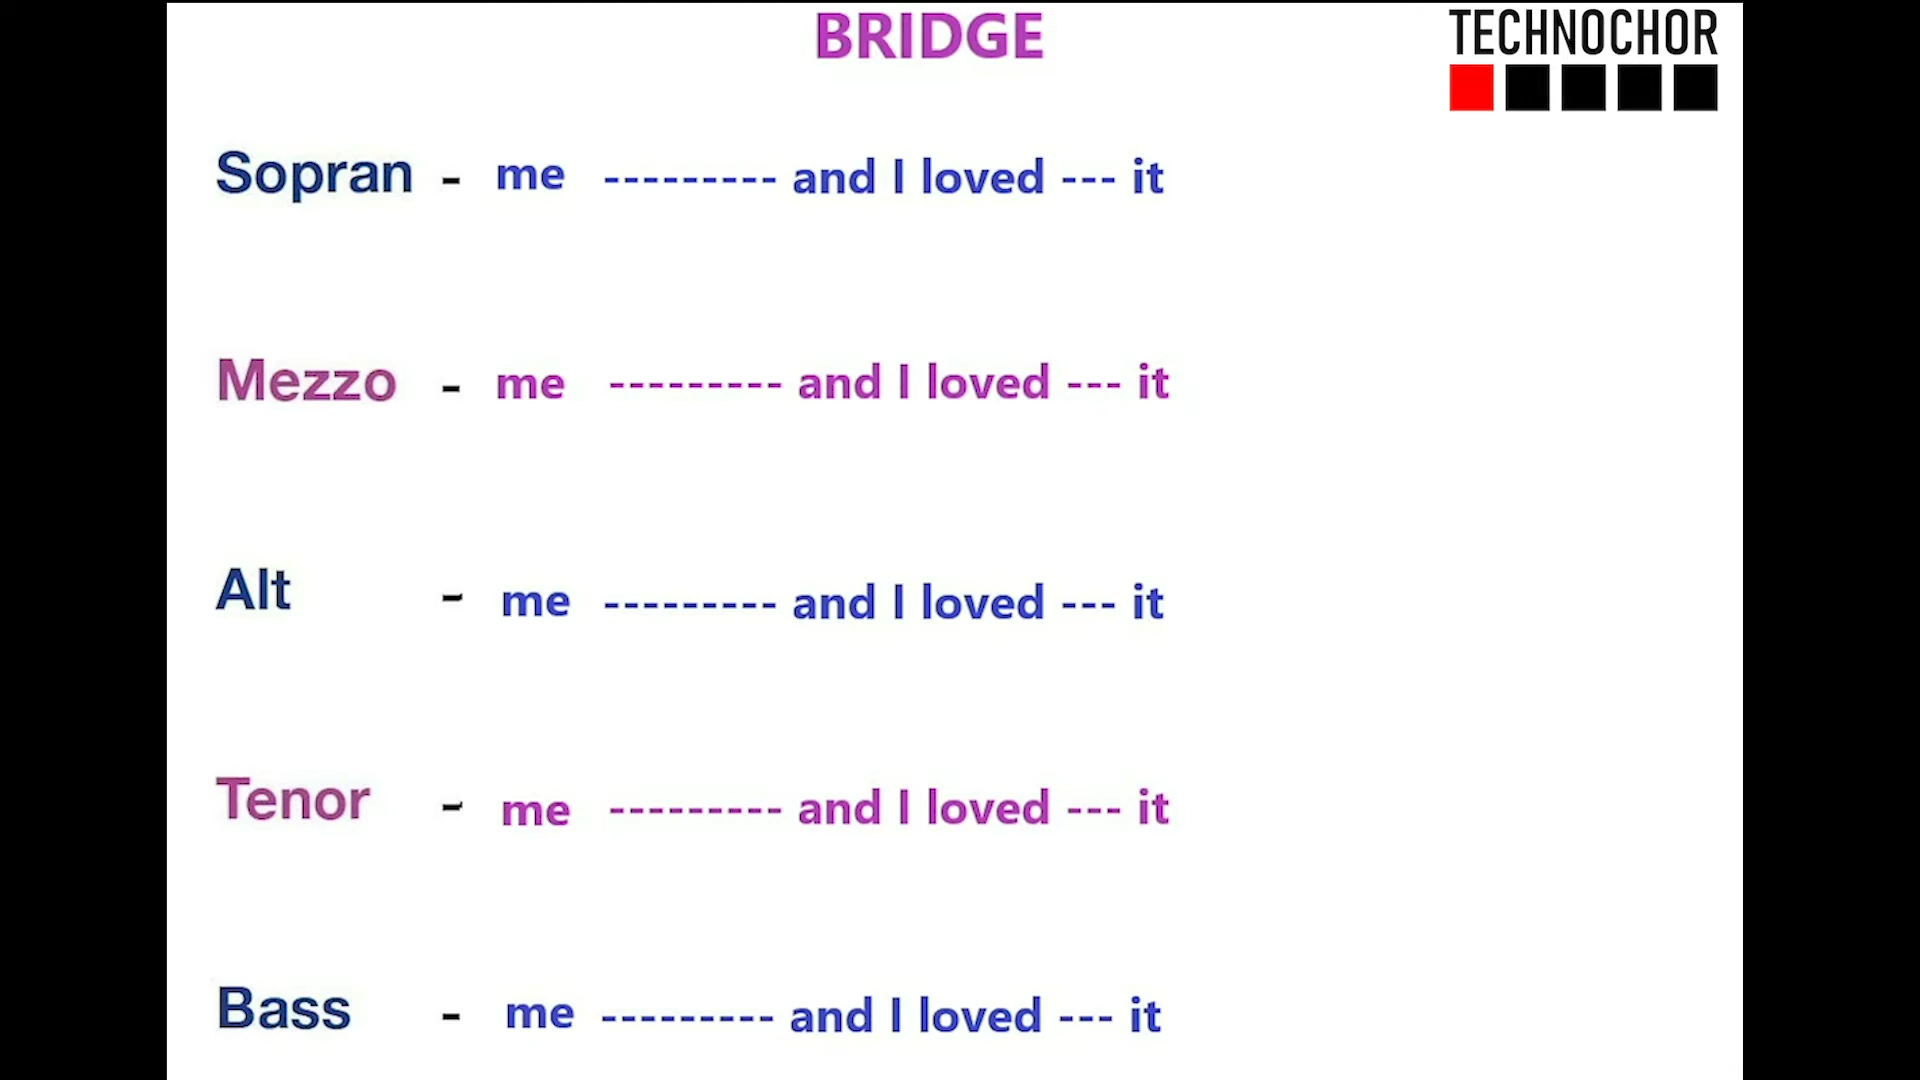 BRIDGE
TECHNOCHOR
Sopran - me --------- and I loved --- it
Mezzo - me --------- and I loved --- it
Alt - me --------- and I loved --- it
Tenor - me --------- and I loved --- it
Bass - me --------- and I loved --- it